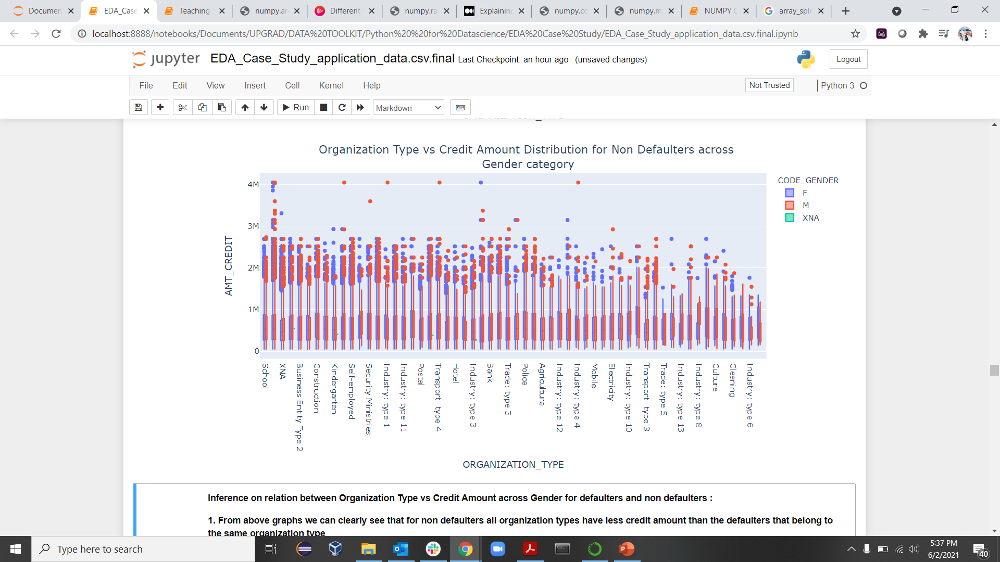 Documen
EDA_Case
Teaching
numpy.ar
Different
numpy.ra
Explaining
numpy.co
numpy.m
NUMPY C
array_spli
localhost:8888/notebooks/Documents/UPGRAD/DATA%20TOOLKIT/Python%20%20for%20Datascience/EDA%20Case%20Study/EDA_Case_Study_application_data.csv.final.ipynb
jupyter EDA_Case_Study_application_data.csv.final Last Checkpoint: an hour ago (unsaved changes)
Logout
File Edit View Insert Cell Kernel Help
Not Trusted
Python 3
Run
Markdown
Organization Type vs Credit Amount Distribution for Non Defaulters across
Gender category
CODE_GENDER
F
M
XNA
4M
3M
2M
1M
0
AMT_CREDIT
School
XNA
Business Entity Type 2
Construction
Kindergarten
Self-employed
Security Ministries
Industry: type 1
Industry: type 11
Postal
Transport: type 4
Hotel
Industry: type 3
Bank
Trade: type 3
Police
Agriculture
Industry: type 12
Industry: type 4
Mobile
Electricity
Industry: type 10
Transport: type 3
Trade: type 5
Industry: type 13
Industry: type 8
Culture
Cleaning
Industry: type 6
ORGANIZATION_TYPE
Inference on relation between Organization Type vs Credit Amount across Gender for defaulters and non defaulters :
1. From above graphs we can clearly see that for non defaulters all organization types have less credit amount than the defaulters that belong to
the same organization type
Type here to search
5:37 PM
6/2/2021
40